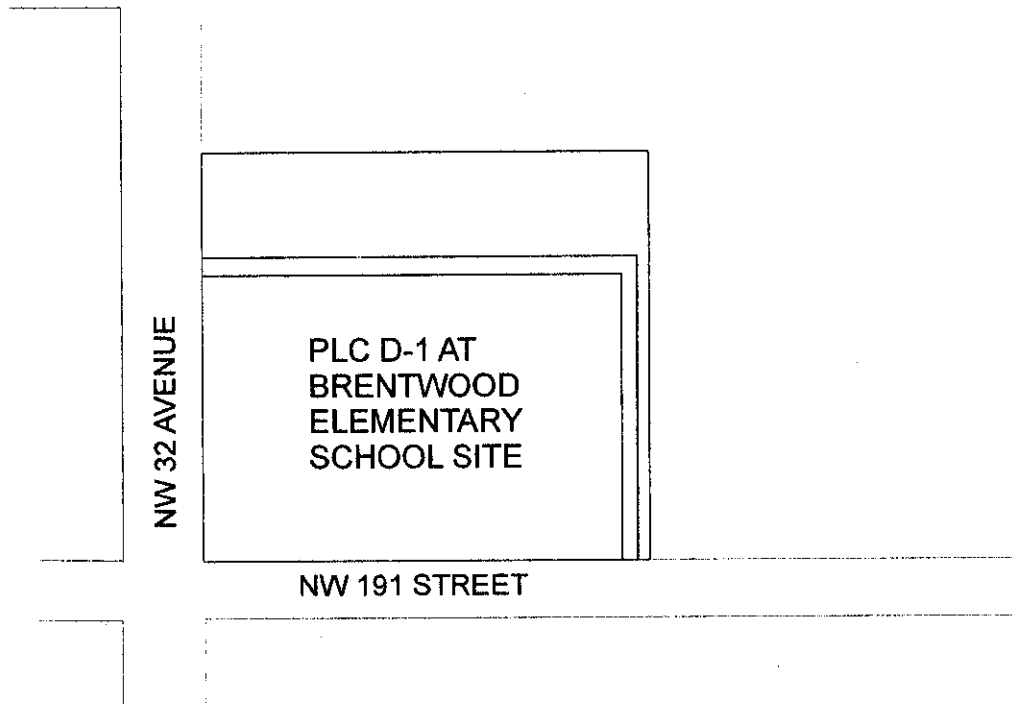 PLC D-1 AT
BRENTWOOD
ELEMENTARY
SCHOOL SITE
NW 32 AVENUE
NW 191 STREET